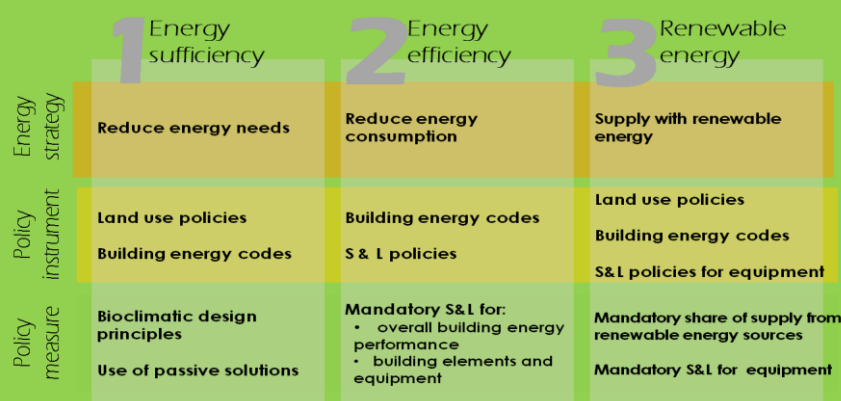 1 Energy
sufficiency
2 Energy
efficiency
3 Renewable
energy
Energy
strategy
Reduce energy needs
Reduce energy
consumption
Supply with renewable
energy
Policy
instrument
Land use policies
Building energy codes
Building energy codes
S & L policies
Land use policies
Building energy codes
S&L policies for equipment
Policy
measure
Bioclimatic design
principles
Use of passive solutions
Mandatory S&L for:
• overall building energy
performance
• building elements and
equipment
Mandatory share of supply from
renewable energy sources
Mandatory S&L for equipment